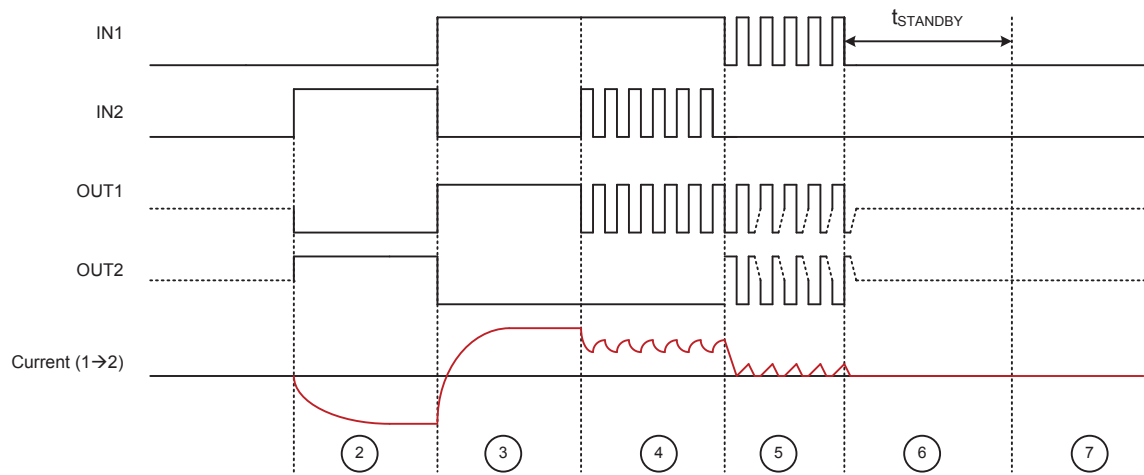 IN1
tSTANDBY
IN2
OUT1
OUT2
Current (1→2)
2 3 4 5 6 7